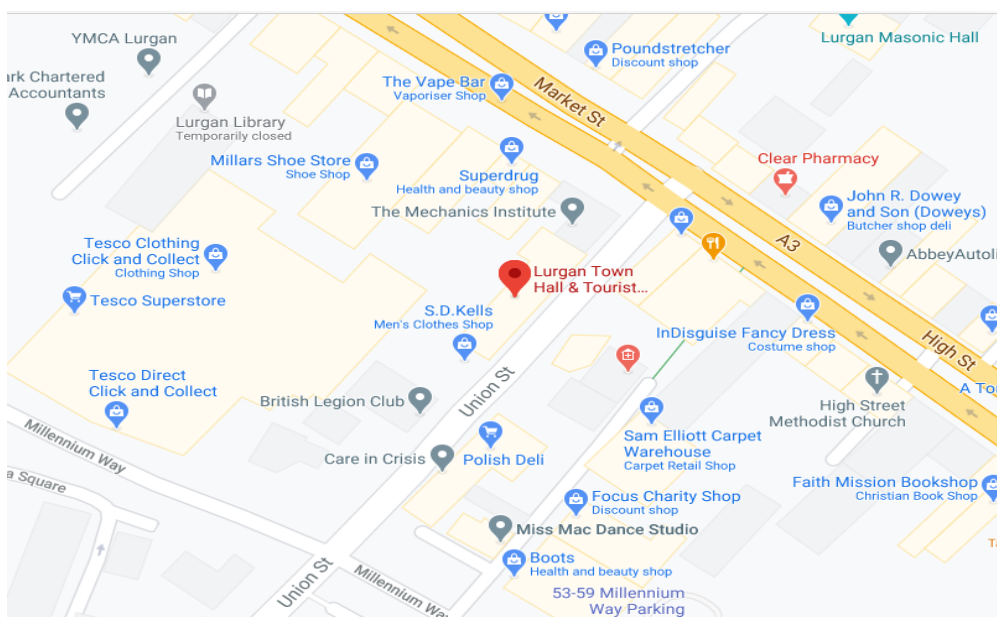 YMCA Lurgan
ark Chartered
Accountants
Lurgan Library
Temporarily closed
The Vape Bar
Vaporiser Shop
Poundstretcher
Discount shop
Lurgan Masonic Hall
Market St
Millars Shoe Store
Shoe Shop
Superdrug
Health and beauty shop
The Mechanics Institute
Clear Pharmacy
John R. Dowey
and Son (Doweys)
Butcher shop deli
A3
AbbeyAutoli
Tesco Clothing
Click and Collect
Clothing Shop
Tesco Superstore
Lurgan Town
Hall & Tourist...
S.D.Kells
Men's Clothes Shop
InDisguise Fancy Dress
Costume shop
High St
Tesco Direct
Click and Collect
British Legion Club
Union St
A To
High Street
Methodist Church
Millennium Way
Care in Crisis
Polish Deli
Sam Elliott Carpet
Warehouse
Carpet Retail Shop
a Square
Focus Charity Shop
Discount shop
Faith Mission Bookshop
Christian Book Shop
Miss Mac Dance Studio
Ta
Boots
Health and beauty shop
Union St
Millennium Way
53-59 Millennium
Way Parking